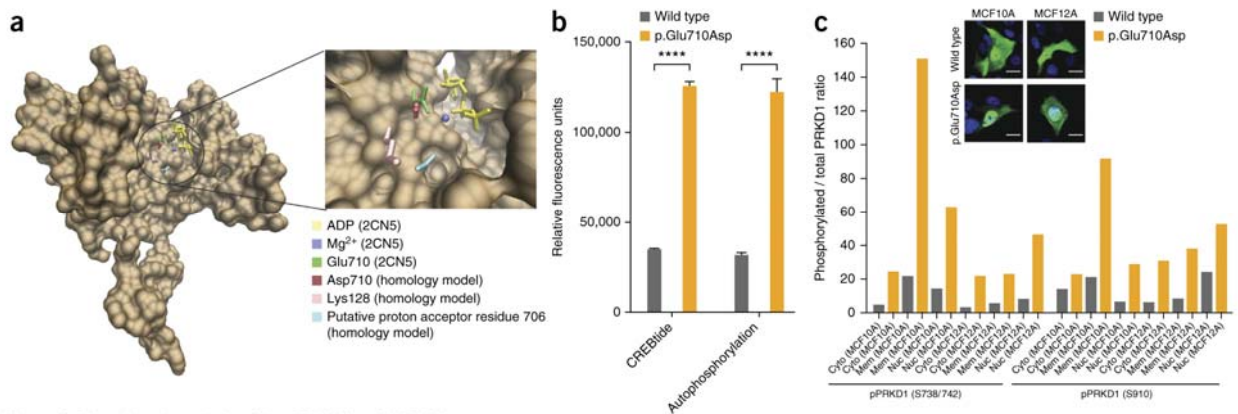 a
ADP (2CN5)
Mg2+ (2CN5)
Glu710 (2CN5)
Asp710 (homology model)
Lys128 (homology model)
Putative proton acceptor residue 706
(homology model)
b
Wild type
p.Glu710Asp
150,000
100,000
50,000
0
Relative fluorescence units
****
****
CREBtide
Autophosphorylation
c
MCF10A
MCF12A
Wild type
p.Glu710Asp
Wild type
p.Glu710Asp
160
140
120
100
80
60
40
20
0
Phosphorylated / total PRKD1 ratio
Cyto (MCF10A)
Cyto (MCF10A)
Mem (MCF10A)
Mem (MCF10A)
Nuc (MCF10A)
Nuc (MCF10A)
Cyto (MCF12A)
Cyto (MCF12A)
Mem (MCF12A)
Mem (MCF12A)
Nuc (MCF12A)
Nuc (MCF12A)
Cyto (MCF10A)
Cyto (MCF10A)
Mem (MCF10A)
Mem (MCF10A)
Nuc (MCF10A)
Nuc (MCF10A)
Cyto (MCF12A)
Cyto (MCF12A)
Mem (MCF12A)
Mem (MCF12A)
Nuc (MCF12A)
Nuc (MCF12A)
pPRKD1 (S738/742)
pPRKD1 (S910)